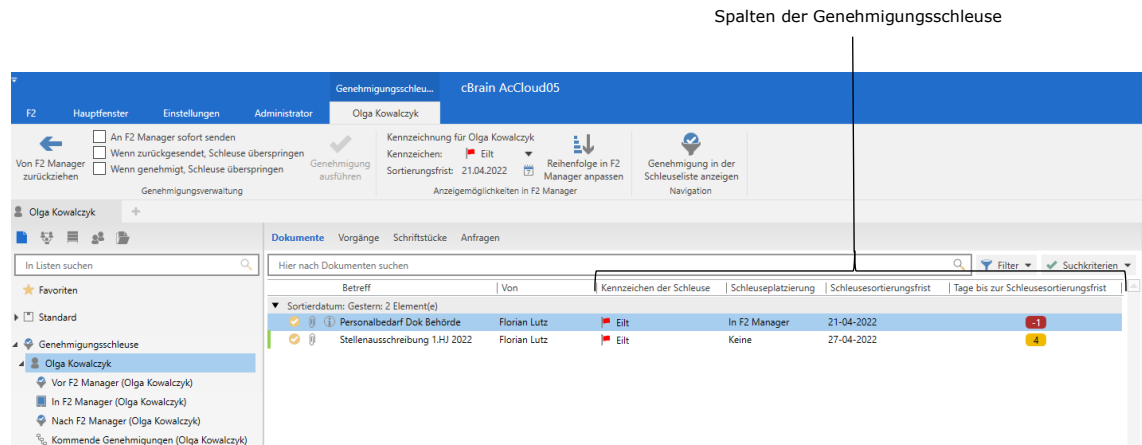 Spalten der Genehmigungsschleuse
Genehmigungsschleu... cBrain AcCloud05
F2 Hauptfenster Einstellungen Administrator Olga Kowalczyk
Von F2 Manager zurückziehen
An F2 Manager sofort senden
Wenn zurückgesendet, Schleuse überspringen
Wenn genehmigt, Schleuse überspringen
Genehmigungsverwaltung
Genehmigung ausführen
Kennzeichnung für Olga Kowalczyk
Kennzeichen: Eilt
Sortierungsfrist: 21.04.2022
Reihenfolge in F2 Manager anpassen
Anzeigemöglichkeiten in F2 Manager
Genehmigung in der Schleuseliste anzeigen
Navigation
Olga Kowalczyk +
Dokumente Vorgänge Schriftstücke Anfragen
In Listen suchen
Hier nach Dokumenten suchen Filter Suchkriterien
Favoriten
Standard
Genehmigungsschleuse
Olga Kowalczyk
Vor F2 Manager (Olga Kowalczyk)
In F2 Manager (Olga Kowalczyk)
Nach F2 Manager (Olga Kowalczyk)
Kommende Genehmigungen (Olga Kowalczyk)
Betreff Von Kennzeichen der Schleuse Schleuseplatzierung Schleusesortierungsfrist Tage bis zur Schleusesortierungsfrist
Sortierdatum: Gestern: 2 Element(e)
Personalbedarf Dok Behörde Florian Lutz Eilt In F2 Manager 21-04-2022 -1
Stellenausschreibung 1.HJ 2022 Florian Lutz Eilt Keine 27-04-2022 4